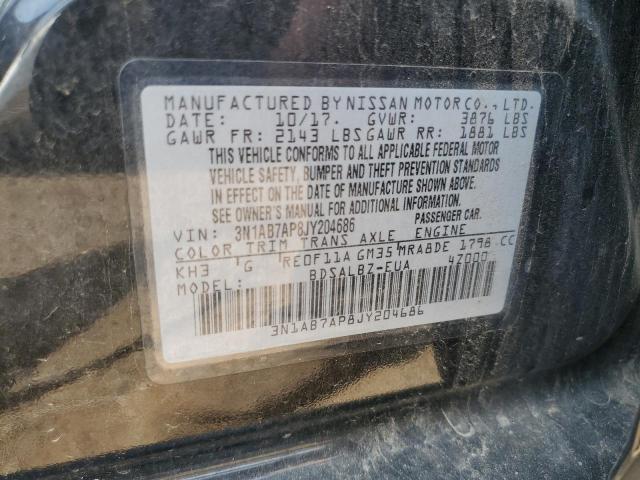 MANUFACTURED BY NISSAN MOTOR CO., LTD.
DATE: 10/17. GVWR: 3876 LBS
GAWR FR: 2143 LBS GAWR RR: 1881 LBS
THIS VEHICLE CONFORMS TO ALL APPLICABLE FEDERAL MOTOR
VEHICLE SAFETY, BUMPER AND THEFT PREVENTION STANDARDS
IN EFFECT ON THE DATE OF MANUFACTURE SHOWN ABOVE.
SEE OWNER'S MANUAL FOR ADDITIONAL INFORMATION.
VIN: 3N1AB7AP8JY204686 PASSENGER CAR.
COLOR TRIM TRANS AXLE ENGINE
KH3 G RE0F11A GM35 MRA8DE 1798 CC
MODEL: BDSALBZ-EUA 4Z000
3N1AB7AP8JY204686